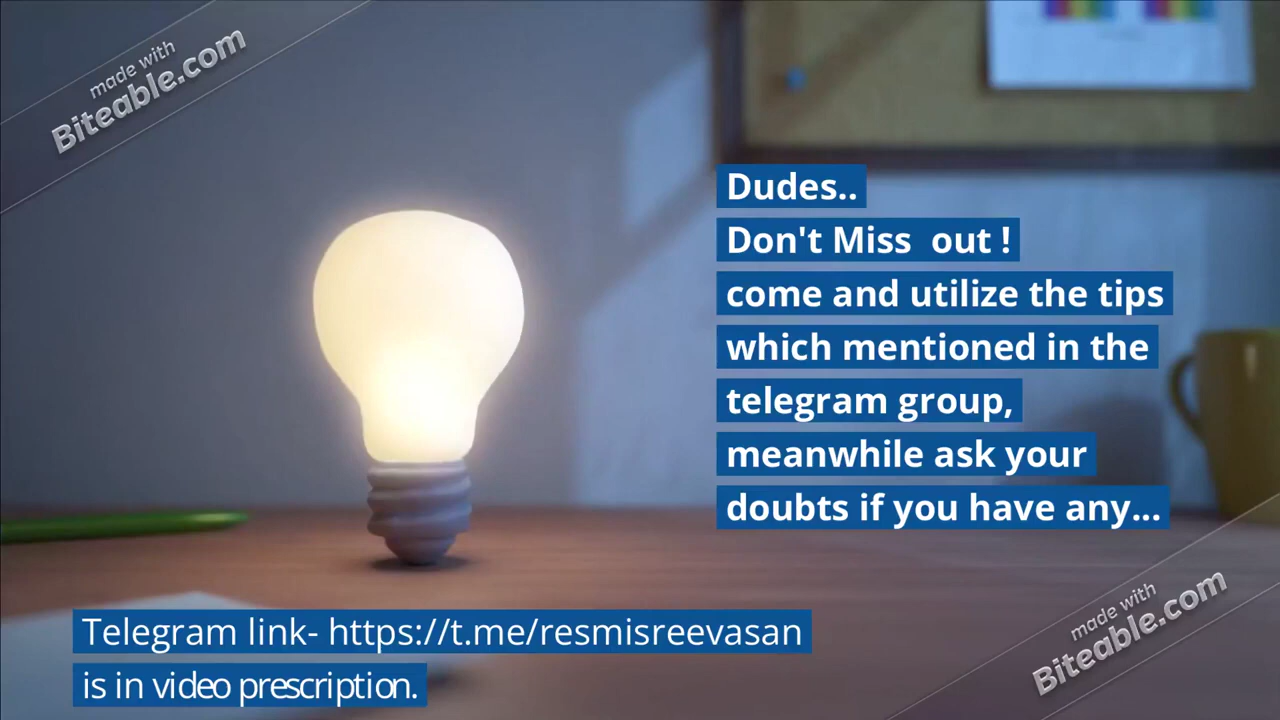 made with
Biteable.com
Dudes..
Don't Miss  out !
come and utilize the tips
which mentioned in the
telegram group,
meanwhile ask your
doubts if you have any...
Telegram link- https://t.me/resmisreevasan
is in video prescription.
made with
Biteable.com